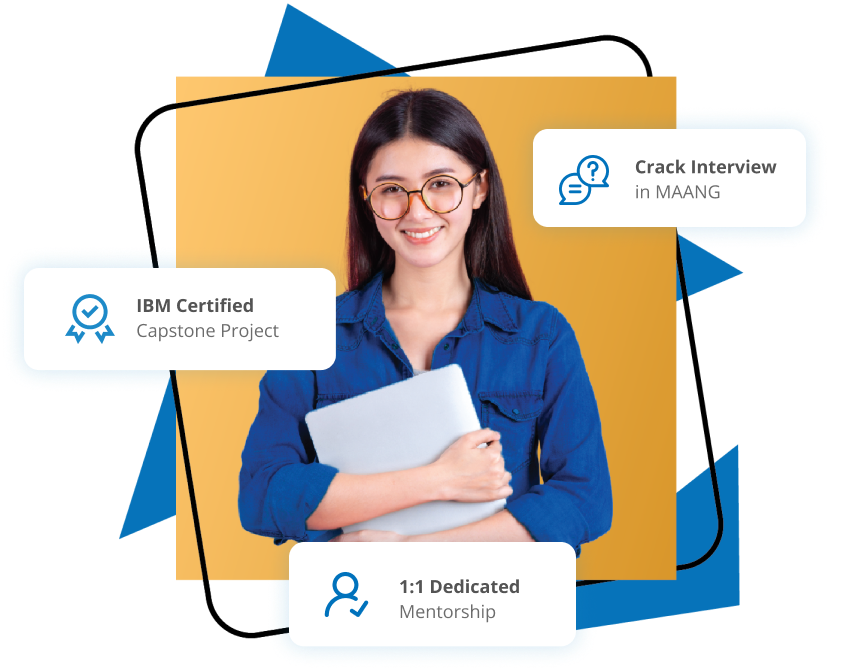 Crack Interview
in MAANG
IBM Certified
Capstone Project
1:1 Dedicated
Mentorship